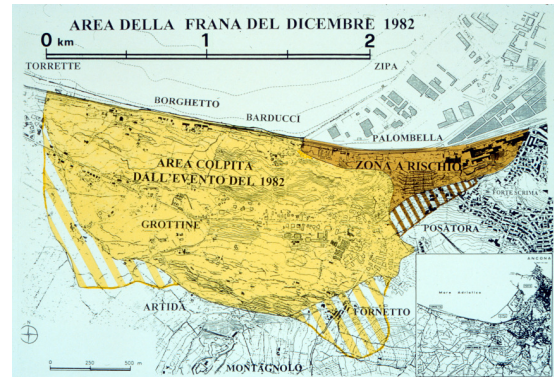 AREA DELLA FRANA DEL DICEMBRE 1982
0 km 1 2
TORRETTE
ZIPA
BORGHETTO
BARDUCCI
PALOMBELLA
AREA COLPITA
DALL'EVENTO DEL 1982
ZONA A RISCHIO
FORTE SCRIMA
GROTTINE
POSATORA
ARTIDA
FORNETTO
MONTAGNOLO
0 250 500 m
ANCONA
Mare Adriatico